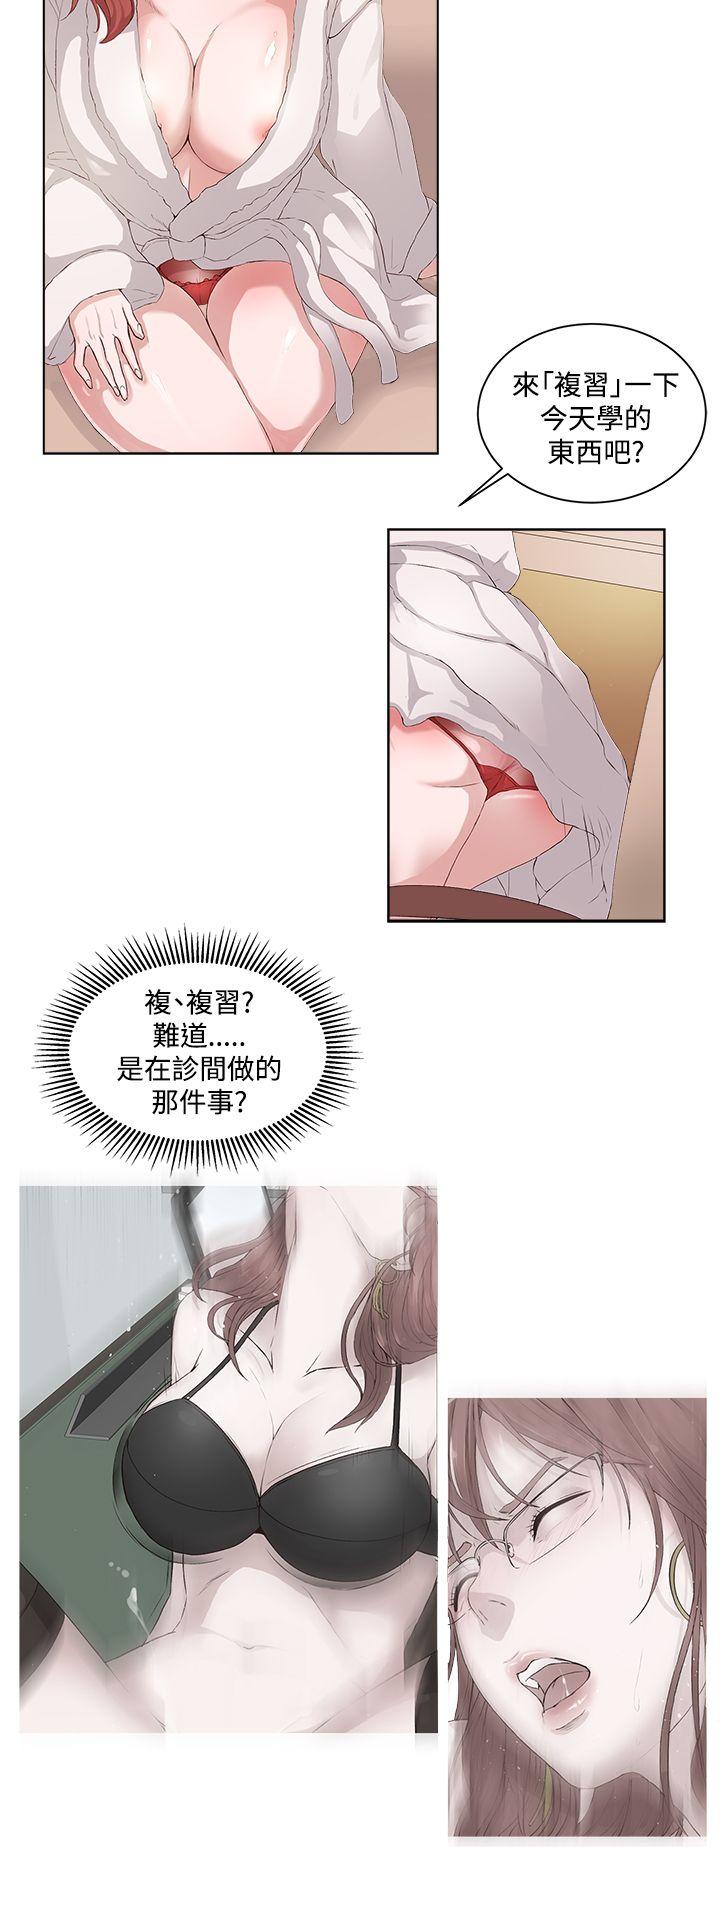 來「複習」一下
今天學的
東西吧?
複、複習?
難道.....
是在診間做的
那件事?